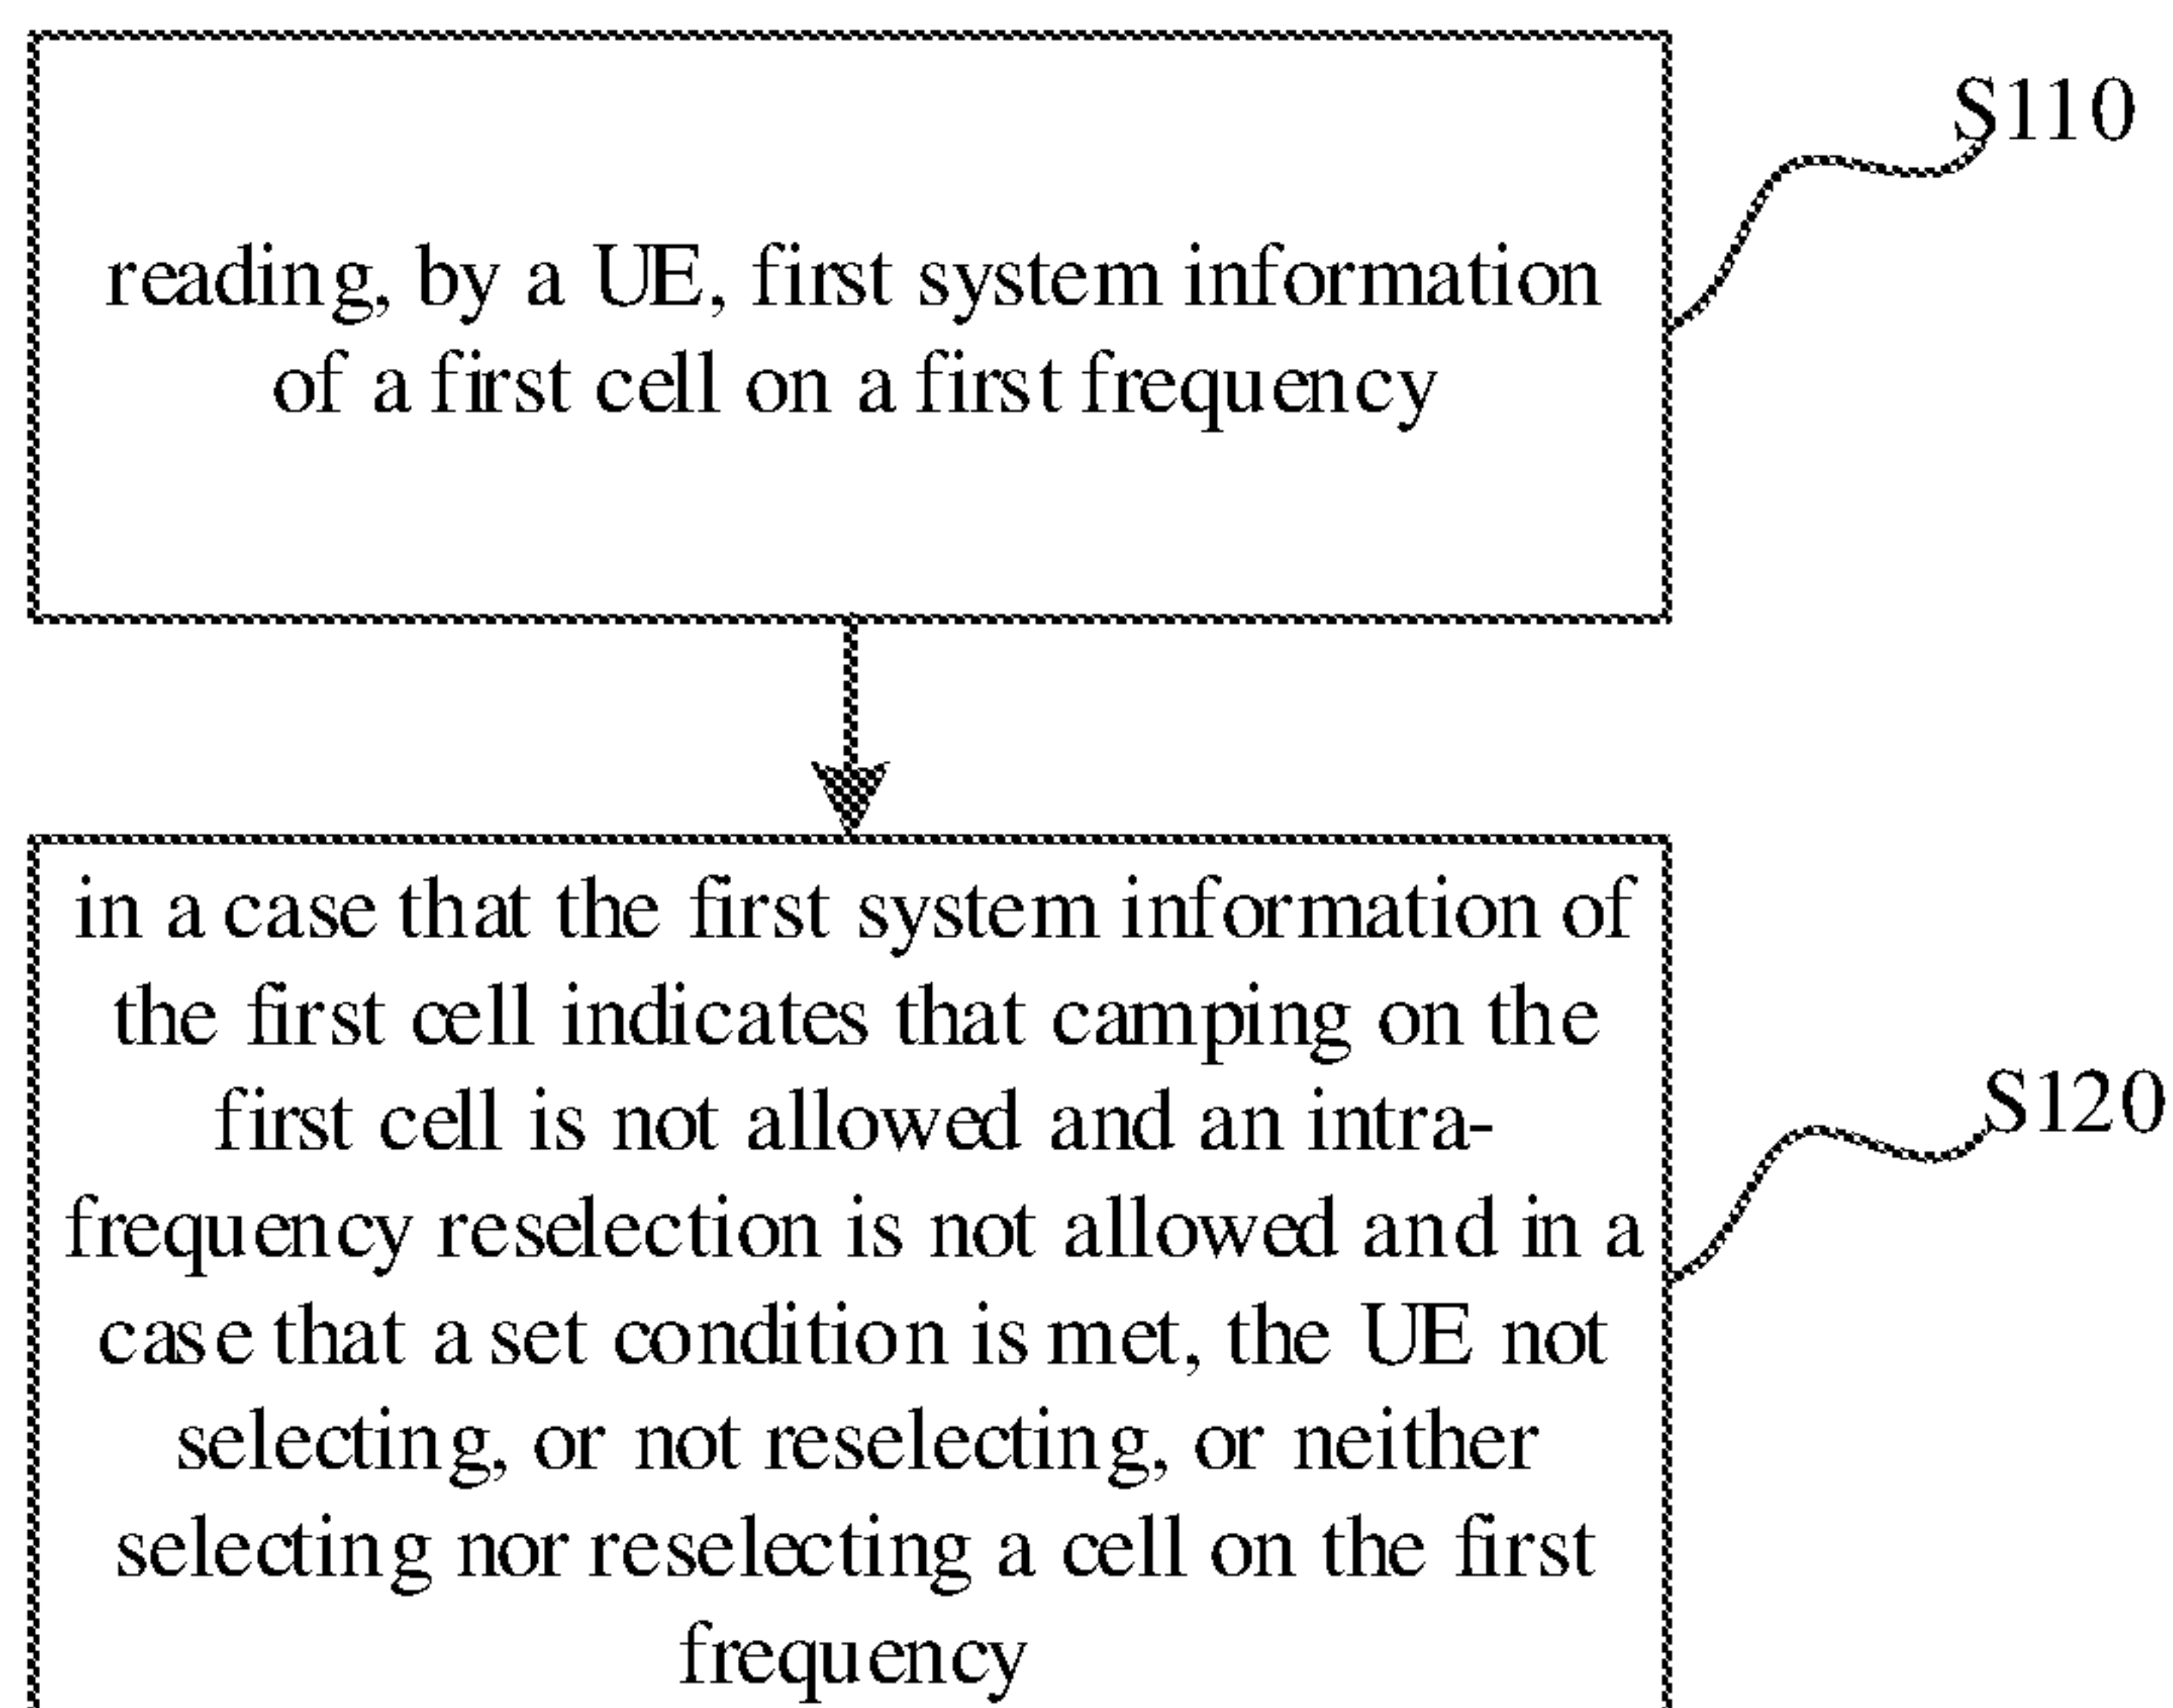 S110
reading, by a UE, first system information
of a first cell on a first frequency
in a case that the first system information of
the first cell indicates that camping on the
first cell is not allowed and an intra-
frequency reselection is not allowed and in a
case that a set condition is met, the UE not
selecting, or not reselecting, or neither
selecting nor reselecting a cell on the first
frequency
S120